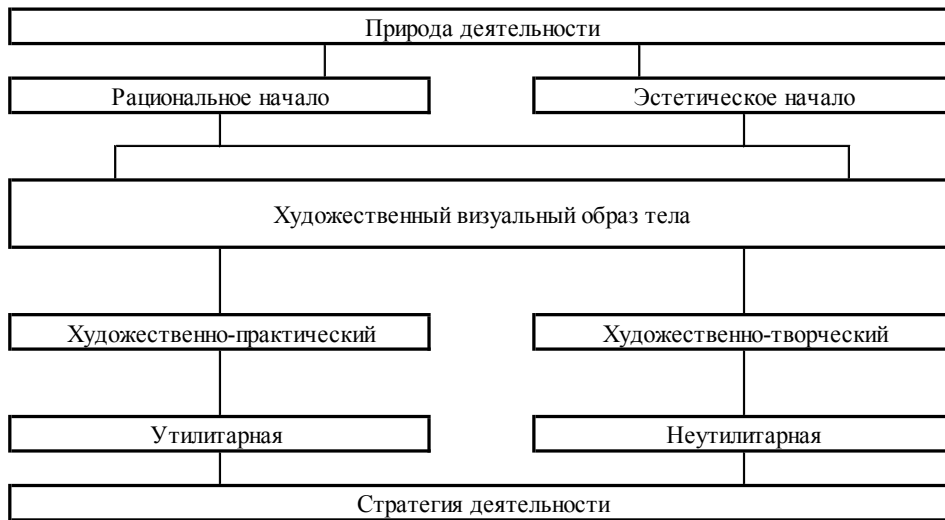 Природа деятельности
Рациональное начало
Эстетическое начало
Художественный визуальный образ тела
Художественно-практический
Художественно-творческий
Утилитарная
Неутилитарная
Стратегия деятельности